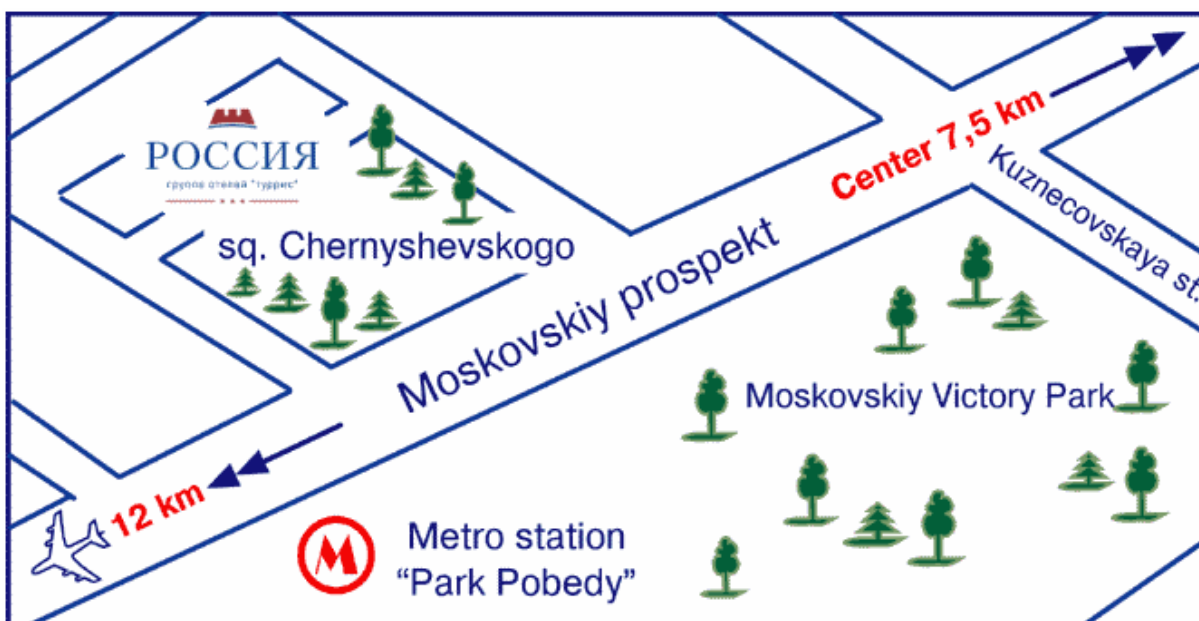 РОССИЯ
группа отелей "туррис"
sq. Chernyshevskogo
Center 7,5 km
Kuznecovskaya st.
Moskovskiy prospekt
Moskovskiy Victory Park
12 km
M
Metro station
“Park Pobedy”